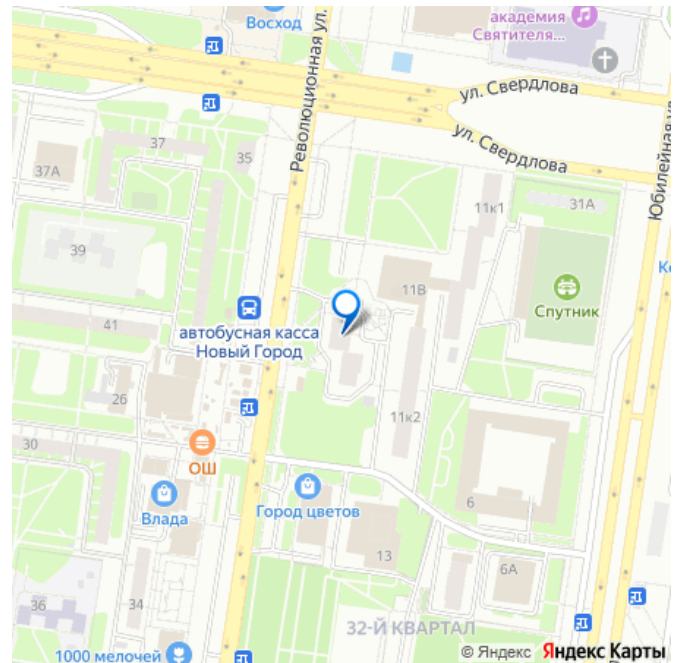 Восход
академия
Святителя...
Революционная ул.
ул. Свердлова
ул. Свердлова
Юбилейная ул.
37
35
37А
11к1
31А
39
11В
Спутник
автобусная касса
Новый Город
41
26
11к2
30
ОШ
Влада
Город цветов
6
13
6А
36
34
32-Й КВАРТАЛ
1000 мелочей
© Яндекс Яндекс Карты